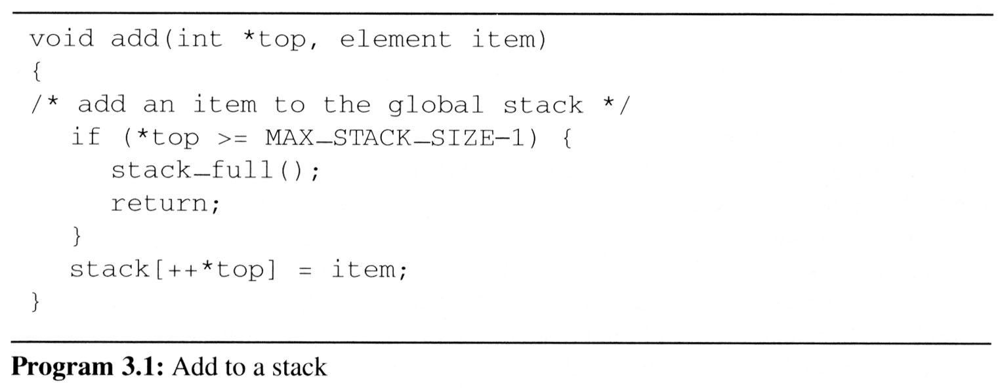 void add(int *top, element item)
{
/* add an item to the global stack */
   if (*top >= MAX_STACK_SIZE-1) {
      stack_full();
      return;
   }
   stack[++*top] = item;
}
Program 3.1: Add to a stack